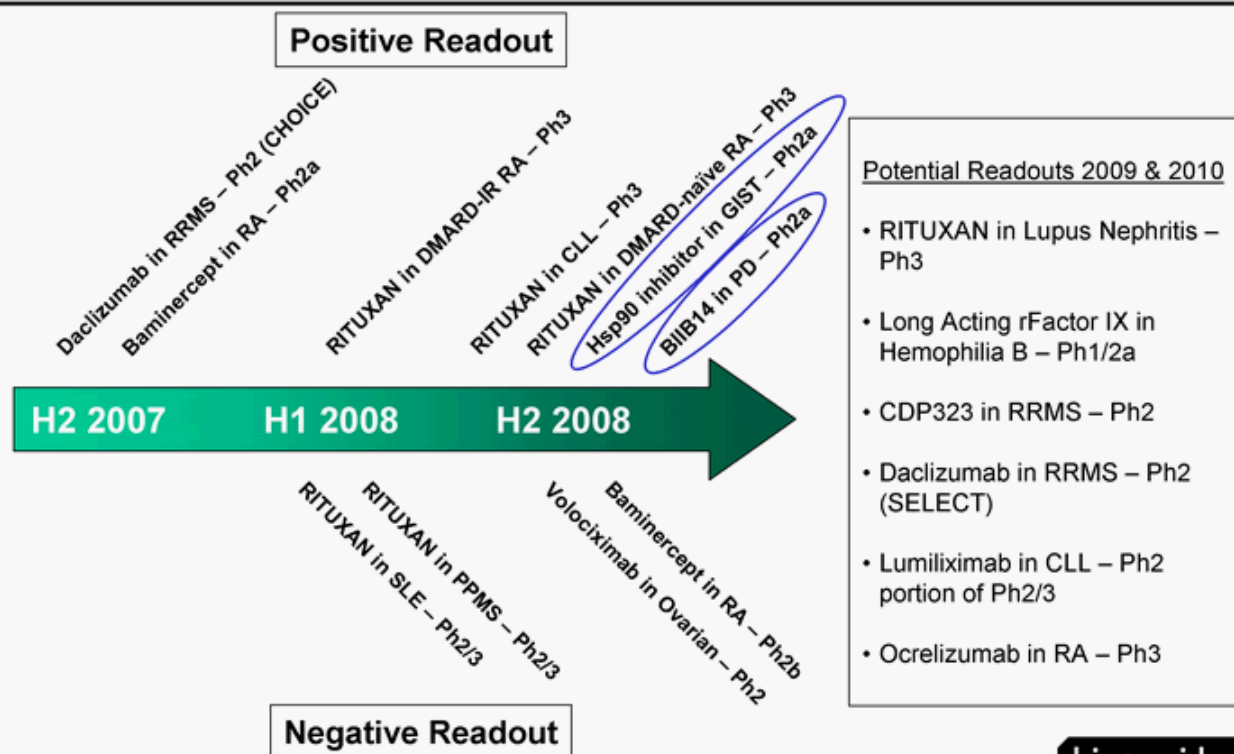 Positive Readout
Daclizumab in RRMS – Ph2 (CHOICE)
Baminercept in RA – Ph2a
RITUXAN in DMARD-IR RA – Ph3
RITUXAN in CLL – Ph3
RITUXAN in DMARD-naïve RA – Ph3
Hsp90 inhibitor in GIST – Ph2a
BIIB14 in PD – Ph2a
H2 2007
H1 2008
H2 2008
RITUXAN in SLE – Ph2/3
RITUXAN in PPMS – Ph2/3
Volociximab in Ovarian – Ph2
Baminercept in RA – Ph2b
Negative Readout
Potential Readouts 2009 & 2010
• RITUXAN in Lupus Nephritis –
Ph3
• Long Acting rFactor IX in
Hemophilia B – Ph1/2a
• CDP323 in RRMS – Ph2
• Daclizumab in RRMS – Ph2
(SELECT)
• Lumiliximab in CLL – Ph2
portion of Ph2/3
• Ocrelizumab in RA – Ph3